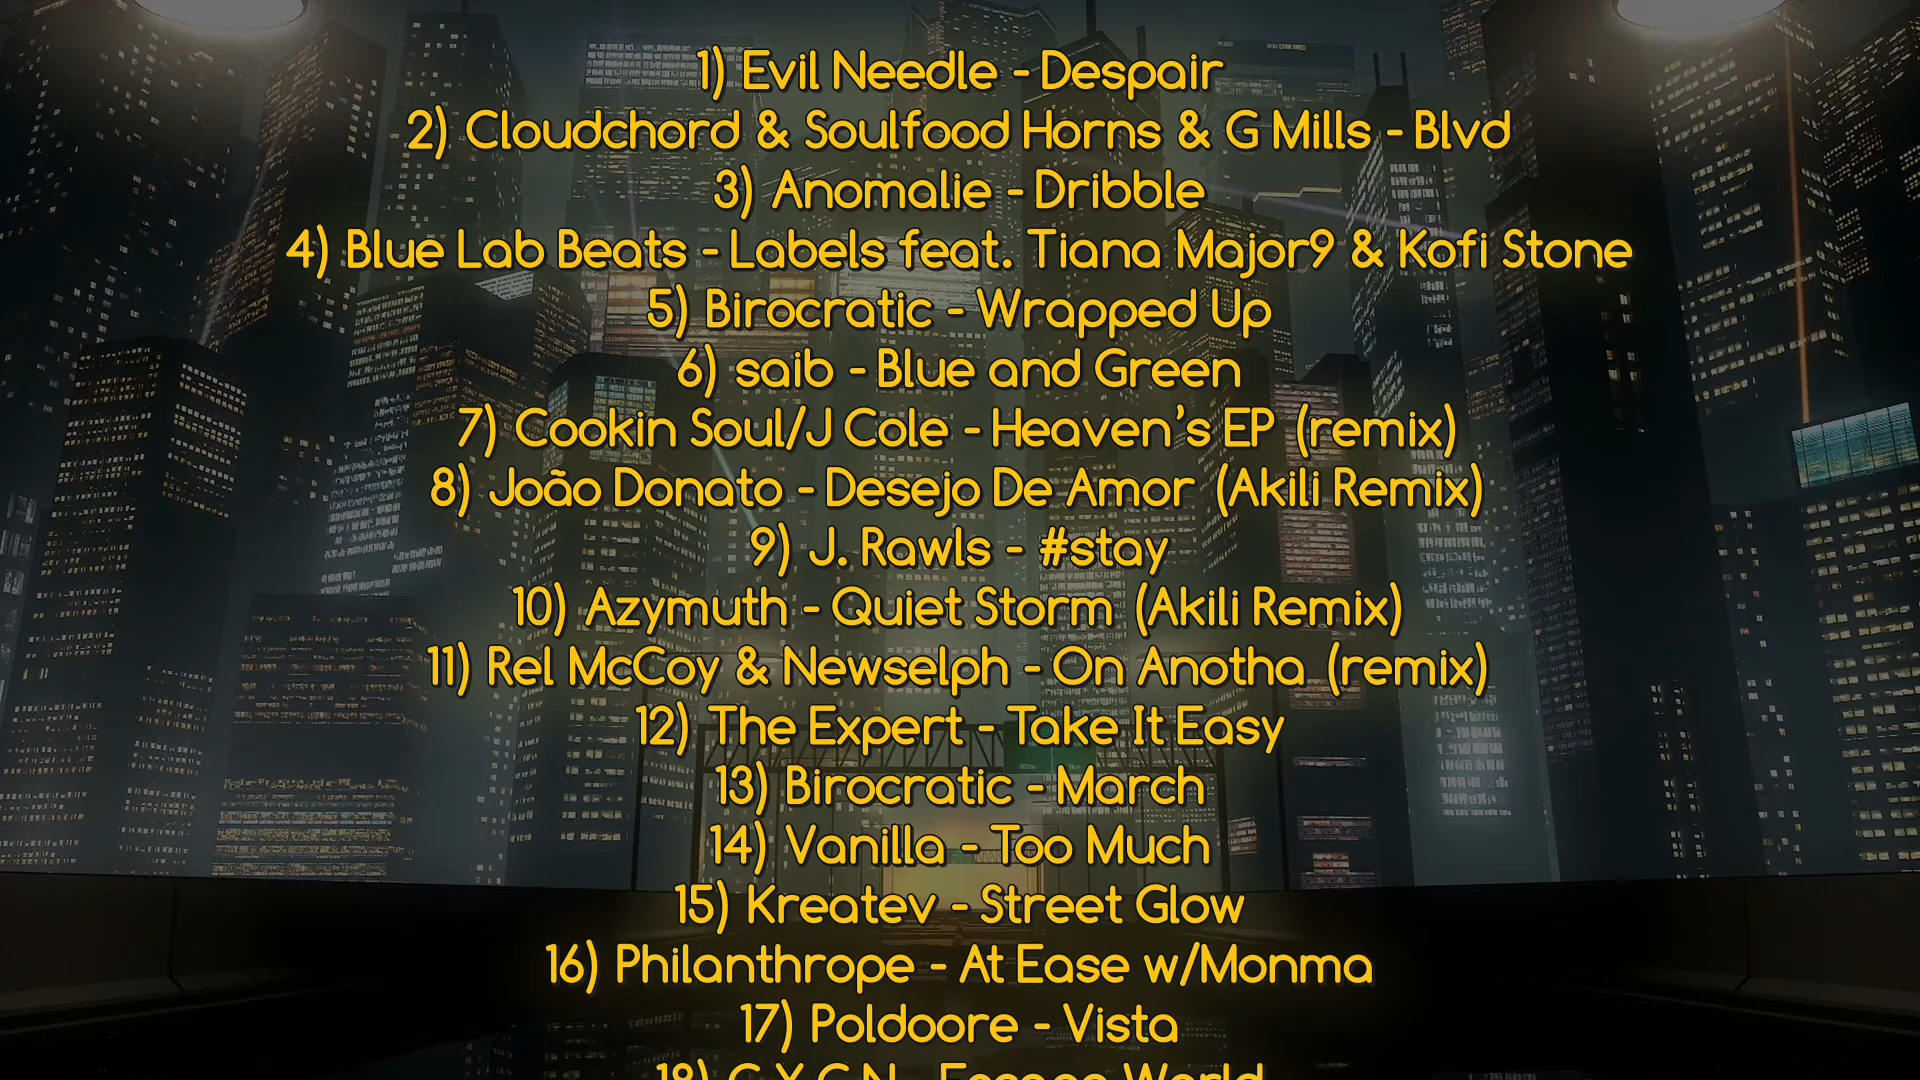 1) Evil Needle - Despair
2) Cloudchord & Soulfood Horns & G Mills - Blvd
3) Anomalie - Dribble
4) Blue Lab Beats - Labels feat. Tiana Major9 & Kofi Stone
5) Birocratic - Wrapped Up
6) saib - Blue and Green
7) Cookin Soul/J Cole - Heaven's EP (remix)
8) João Donato - Desejo De Amor (Akili Remix)
9) J. Rawls - #stay
10) Azymuth - Quiet Storm (Akili Remix)
11) Rel McCoy & Newselph - On Anotha (remix)
12) The Expert - Take It Easy
13) Birocratic - March
14) Vanilla - Too Much
15) Kreatev - Street Glow
16) Philanthrope - At Ease w/Monma
17) Poldoore - Vista
18)